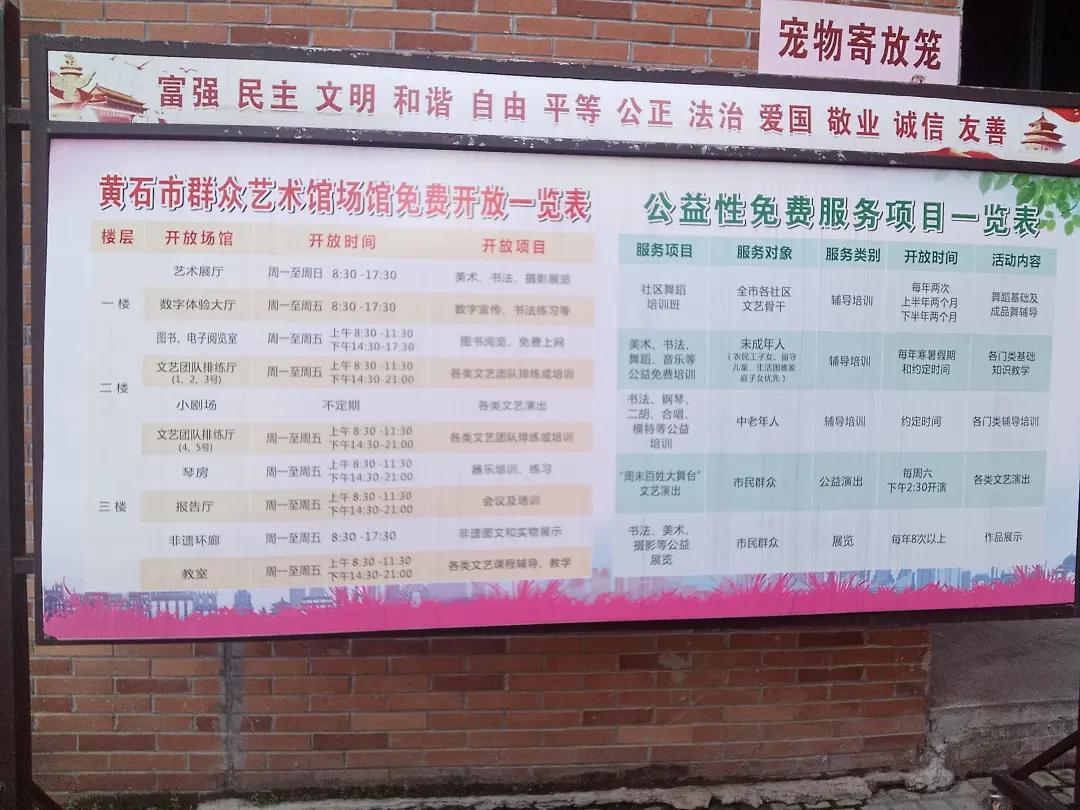 宠物寄放笼
富强 民主 文明 和谐 自由 平等 公正 法治 爱国 敬业 诚信 友善
黄石市群众艺术馆场馆免费开放一览表
楼层 开放场馆 开放时间 开放项目
艺术展厅 周一至周日 8:30-17:30 美术、书法、摄影展览
一楼 数字体验大厅 周一至周五 8:30-17:30 数字宣传、书法练习等
图书、电子阅览室 周一至周五 上午8:30-11:30 图书阅览、免费上网
下午14:30-17:30
二楼 文艺团队排练厅 周一至周五 上午8:30-11:30 各类文艺团队排练或培训
(1、2、3号) 下午14:30-21:00
小剧场 不定期 各类文艺演出
文艺团队排练厅 周一至周五 上午8:30-11:30 各类文艺团队排练或培训
(4、5号) 下午14:30-21:00
琴房 周一至周五 上午8:30-11:30 器乐培训、练习
下午14:30-21:00
三楼 报告厅 周一至周五 上午8:30-11:30 会议及培训
下午14:30-21:00
非遗环廊 周一至周五 8:30-17:30 非遗图文和实物展示
教室 周一至周五 上午8:30-11:30 各类文艺课程辅导、教学
下午14:30-21:00
公益性免费服务项目一览表
服务项目 服务对象 服务类别 开放时间 活动内容
社区舞蹈
培训班
全市各社区
文艺骨干
辅导培训
每年两次
上半年两个月
下半年两个月
舞蹈基础及
成品舞辅导
美术、书法、
舞蹈、音乐等
公益免费培训
未成年人
(农民工子女、留守
儿童、生活困难家
庭子女优先)
辅导培训
每年寒暑假期
和约定时间
各门类基础
知识教学
书法、钢琴、
二胡、合唱、
模特等公益
培训
中老年人
辅导培训
约定时间
各门类辅导培训
“周末百姓大舞台”
文艺演出
市民群众
公益演出
每周六
下午2:30开演
各类文艺演出
书法、美术、
摄影等公益
展览
市民群众
展览
每年8次以上
作品展示